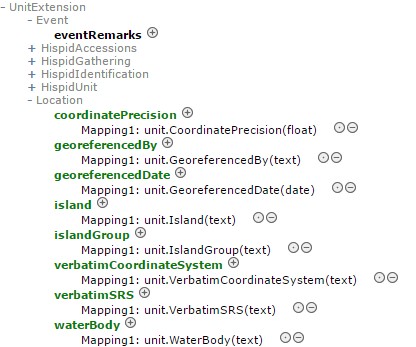 − UnitExtension
− Event
eventRemarks
+ HispidAccessions
+ HispidGathering
+ HispidIdentification
+ HispidUnit
− Location
coordinatePrecision
Mapping1: unit.CoordinatePrecision(float)
georeferencedBy
Mapping1: unit.GeoreferencedBy(text)
georeferencedDate
Mapping1: unit.GeoreferencedDate(date)
island
Mapping1: unit.Island(text)
islandGroup
Mapping1: unit.IslandGroup(text)
verbatimCoordinateSystem
Mapping1: unit.VerbatimCoordinateSystem(text)
verbatimSRS
Mapping1: unit.VerbatimSRS(text)
waterBody
Mapping1: unit.WaterBody(text)